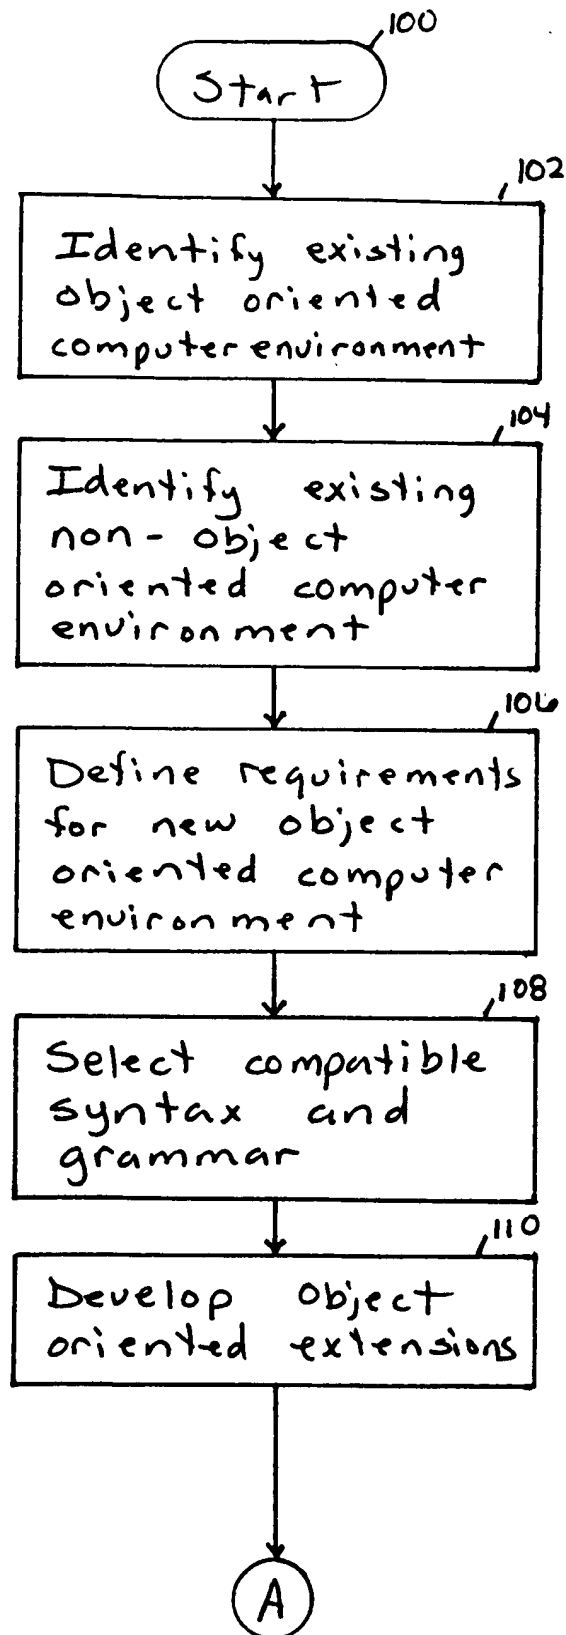 100
Start
102
Identify existing
object oriented
computer environment
104
Identify existing
non-object
oriented computer
environment
106
Define requirements
for new object
oriented computer
environment
108
Select compatible
syntax and
grammar
110
Develop object
oriented extensions
A